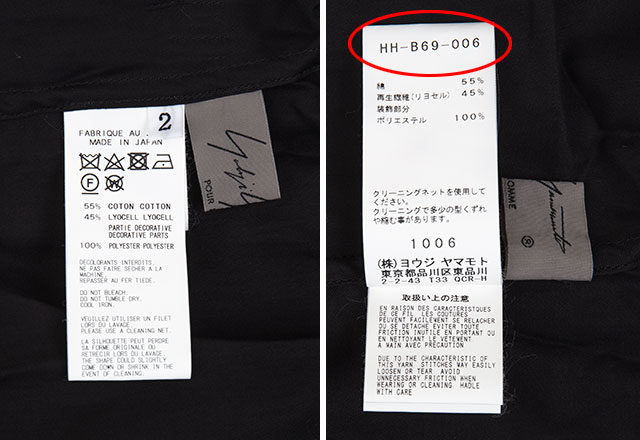 2
FABRIQUE AU
MADE IN JAPAN
F
W
55% COTON COTTON
45% LYOCELL LYOCELL
PARTIE DECORATIVE
DECORATIVE PARTS
100% POLYESTER POLYESTER
DECOLORANTS INTERDITS.
NE PAS FAIRE SECHER A LA
MACHINE.
REPASSER AU FER TIEDE.
DO NOT BLEACH.
DO NOT TUMBLE DRY.
COOL IRON.
VEUILLEZ UTILISER UN FILET
LORS DU LAVAGE.
PLEASE USE A CLEANING NET.
LA SILHOUETTE PEUT PERDRE
SA FORME ORIGINALE OU
RETRECIR LORS DU LAVAGE.
THE SHAPE COULD SLIGHTLY
COME DOWN OR SHRINK IN THE
EVENT OF CLEANING.
POUR
HH-B69-006
綿 55%
再生繊維(リヨセル) 45%
装飾部分
ポリエステル 100%
クリーニングネットを使用して
ください。
クリーニングで多少の型くずれ
や縮む事があります。
1006
(株)ヨウジ ヤマモト
東京都品川区東品川
2-2-43 T33 QCR-H
取扱い上の注意
EN RAISON DES CARACTERISTIQUES
DE CE FIL, LES COUTURES
PEUVENT FACILEMENT SE RELACHER
OU SE DETACHER EVITER TOUTE
FRICTION INUTILE EN PORTANT OU
EN NETTOYANT LE VETEMENT
A MAIN AVEC PRECAUTION
DUE TO THE CHARACTERISTIC OF
THIS YARN, STITCHES MAY EASILY
LOOSEN OR TEAR. AVOID
UNNECESSARY FRICTION WHEN
WEARING OR CLEANING HADLE
WITH CARE
OMME
®